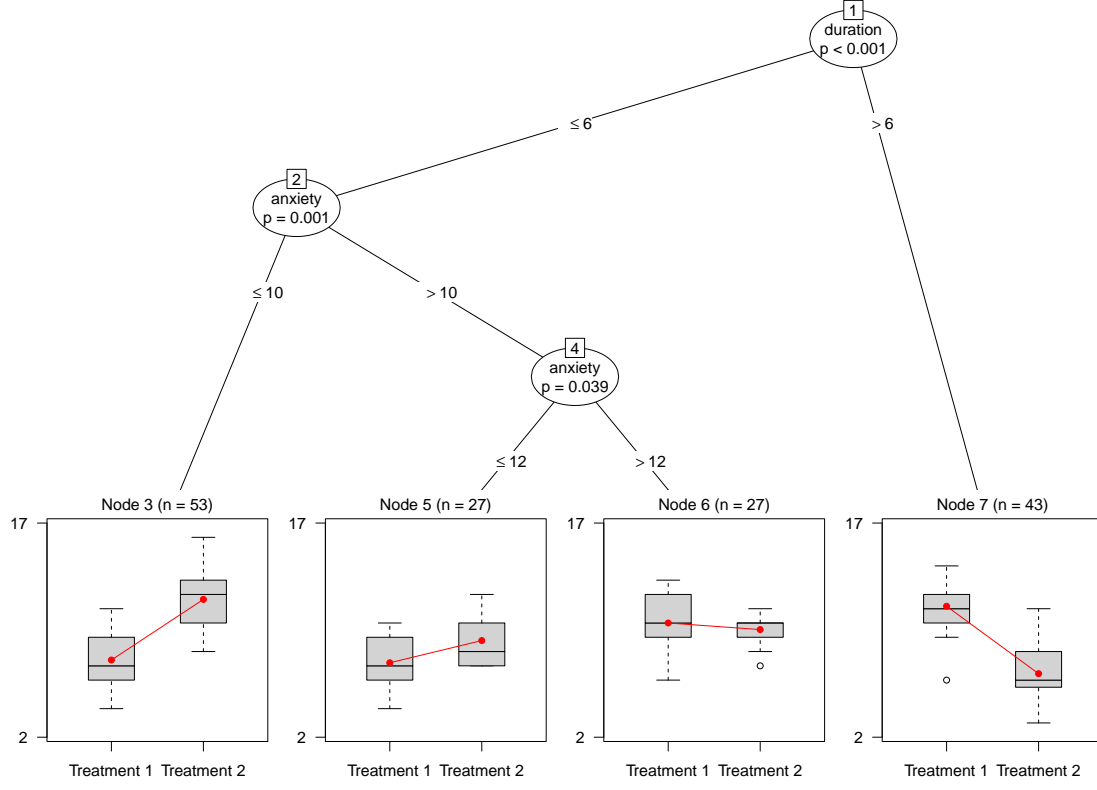 1
duration
p < 0.001
≤ 6
> 6
2
anxiety
p = 0.001
≤ 10
> 10
4
anxiety
p = 0.039
≤ 12
> 12
Node 3 (n = 53)
17
2
Treatment 1 Treatment 2
Node 5 (n = 27)
17
2
Treatment 1 Treatment 2
Node 6 (n = 27)
17
2
Treatment 1 Treatment 2
Node 7 (n = 43)
17
2
Treatment 1 Treatment 2